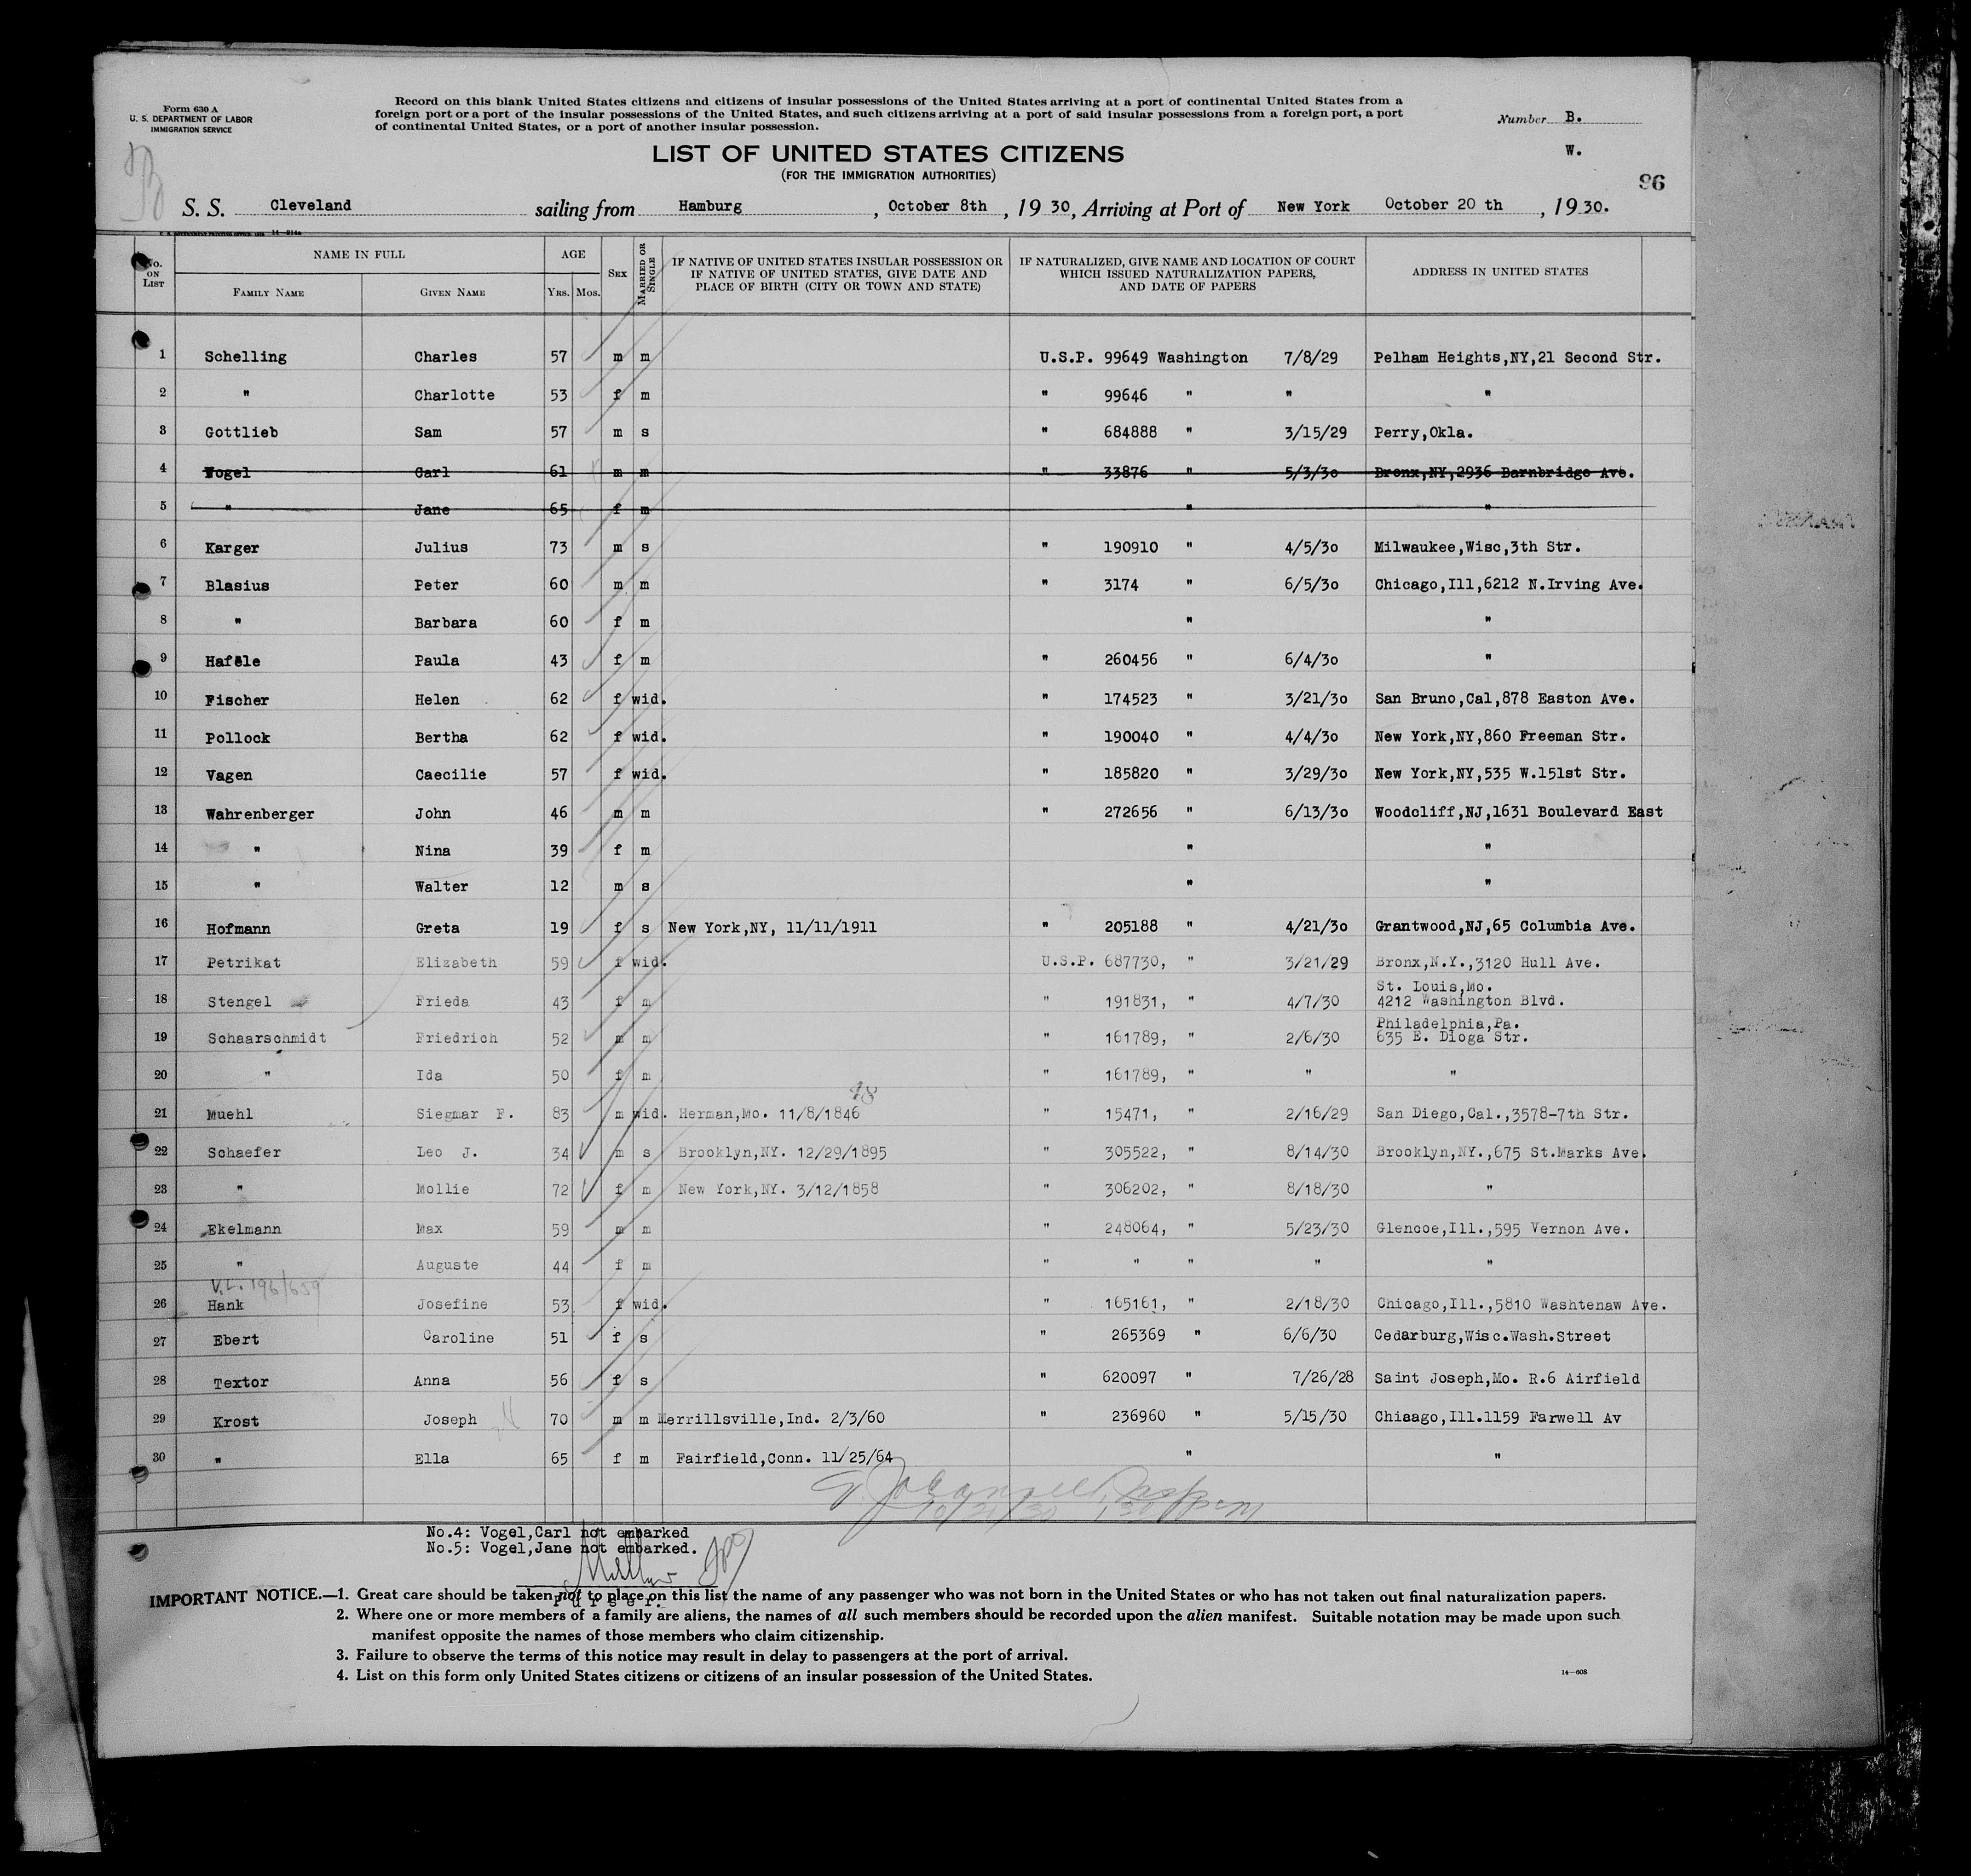 Form 630 A
U. S. DEPARTMENT OF LABOR
IMMIGRATION SERVICE
Record on this blank United States citizens and citizens of insular possessions of the United States arriving at a port of continental United States from a
foreign port or a port of the insular possessions of the United States, and such citizens arriving at a port of said insular possessions from a foreign port, a port
of continental United States, or a port of another insular possession.
Number B.
W.
LIST OF UNITED STATES CITIZENS
(FOR THE IMMIGRATION AUTHORITIES)
96
S. S. Cleveland sailing from Hamburg, October 8th, 1930, Arriving at Port of New York October 20 th, 1930.
No. ON LIST NAME IN FULL FAMILY NAME GIVEN NAME AGE YRS. MOS. SEX MARRIED OR SINGLE IF NATIVE OF UNITED STATES INSULAR POSSESSION OR IF NATIVE OF UNITED STATES, GIVE DATE AND PLACE OF BIRTH (CITY OR TOWN AND STATE) IF NATURALIZED, GIVE NAME AND LOCATION OF COURT WHICH ISSUED NATURALIZATION PAPERS, AND DATE OF PAPERS ADDRESS IN UNITED STATES
1 Schelling Charles 57 m m U.S.P. 99649 Washington 7/8/29 Pelham Heights,NY,21 Second Str.
2 " Charlotte 53 f m " 99646 " " "
3 Gottlieb Sam 57 m s " 684888 " 3/15/29 Perry,Okla.
4 Vogel Carl 61 m m " 33876 " 5/3/30 Bronx,NY,2936 Barnbridge Ave.
5 " Jane 65 f m " "
6 Karger Julius 73 m s " 190910 " 4/5/30 Milwaukee,Wisc,3th Str.
7 Blasius Peter 60 m m " 3174 " 6/5/30 Chicago,Ill,6212 N.Irving Ave.
8 " Barbara 60 f m " "
9 Hafele Paula 43 f m " 260456 " 6/4/30 "
10 Fischer Helen 62 f wid. " 174523 " 3/21/30 San Bruno,Cal,878 Easton Ave.
11 Pollock Bertha 62 f wid. " 190040 " 4/4/30 New York,NY,860 Freeman Str.
12 Vagen Caecilie 57 f wid. " 185820 " 3/29/30 New York,NY,535 W.151st Str.
13 Wahrenberger John 46 m m " 272656 " 6/13/30 Woodcliff,NJ,1631 Boulevard East
14 " Nina 39 f m " "
15 " Walter 12 m s " "
16 Hofmann Greta 19 f s New York,NY, 11/11/1911 " 205188 " 4/21/30 Grantwood,NJ,65 Columbia Ave.
17 Petrikat Elizabeth 59 f wid. U.S.P. 687730, " 3/21/29 Bronx,N.Y.,3120 Hull Ave.
18 Stengel Frieda 43 f m " 191831, " 4/7/30 St. Louis,Mo. 4212 Washington Blvd.
19 Schaarschmidt Friedrich 52 m m " 161789, " 2/6/30 Philadelphia,Pa. 635 E. Dioga Str.
20 " Ida 50 f m " 161789, " " "
48
21 Muehl Siegmar F. 83 m wid. Herman,Mo. 11/8/1846 " 15471, " 2/16/29 San Diego,Cal.,3578-7th Str.
22 Schaefer Leo J. 34 m s Brooklyn,NY. 12/29/1895 " 305522, " 8/14/30 Brooklyn,NY.,675 St.Marks Ave.
23 " Mollie 72 f m New York,NY. 3/12/1858 " 306202, " 8/18/30 "
24 Ekelmann Max 59 m m " 248064, " 5/23/30 Glencoe,Ill.,595 Vernon Ave.
25 " Auguste 44 f m " " " " "
V.L. 196/659
26 Hank Josefine 53 f wid. " 165161, " 2/18/30 Chicago,Ill.,5810 Washtenaw Ave.
27 Ebert Caroline 51 f s " 265369 " 6/6/30 Cedarburg,Wisc.Wash.Street
28 Textor Anna 56 f s " 620097 " 7/26/28 Saint Joseph,Mo. R.6 Airfield
29 Krost Joseph 70 m m Merrillsville,Ind. 2/3/60 " 236960 " 5/15/30 Chiaago,Ill.1159 Farwell Av
30 " Ella 65 f m Fairfield,Conn. 11/25/64 " "
No.4: Vogel,Carl not embarked
No.5: Vogel,Jane not embarked.
Purser.
IMPORTANT NOTICE.—1. Great care should be taken not to place on this list the name of any passenger who was not born in the United States or who has not taken out final naturalization papers.
2. Where one or more members of a family are aliens, the names of all such members should be recorded upon the alien manifest. Suitable notation may be made upon such
manifest opposite the names of those members who claim citizenship.
3. Failure to observe the terms of this notice may result in delay to passengers at the port of arrival.
4. List on this form only United States citizens or citizens of an insular possession of the United States.
14—608